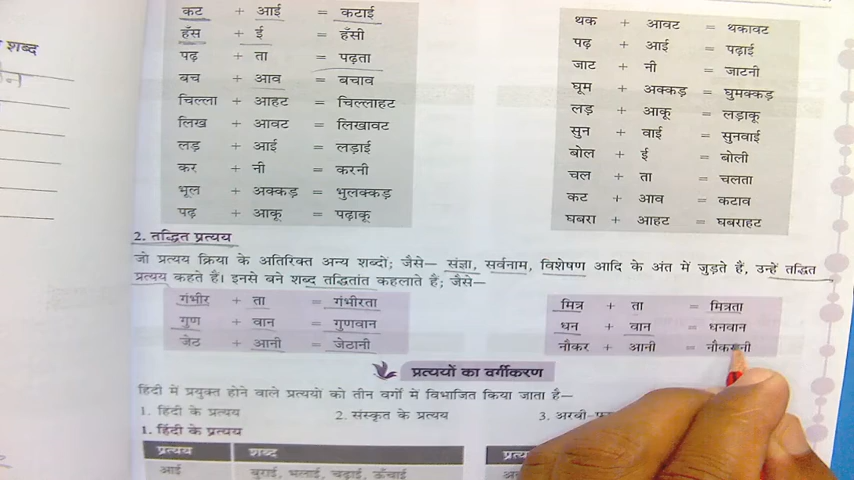 शब्द
कट + आई = कटाई
हँस + ई = हँसी
पढ़ + ता = पढ़ता
बच + आव = बचाव
चिल्ला + आहट = चिल्लाहट
लिख + आवट = लिखावट
लड़ + आई = लड़ाई
कर + नी = करनी
भूल + अक्कड़ = भुलक्कड़
पढ़ + आकू = पढ़ाकू
थक + आवट = थकावट
पढ़ + आई = पढ़ाई
जाट + नी = जाटनी
घूम + अक्कड़ = घुमक्कड़
लड़ + आकू = लड़ाकू
सुन + वाई = सुनवाई
बोल + ई = बोली
चल + ता = चलता
कट + आव = कटाव
घबरा + आहट = घबराहट
2. तद्धित प्रत्यय
जो प्रत्यय क्रिया के अतिरिक्त अन्य शब्दों; जैसे— संज्ञा, सर्वनाम, विशेषण आदि के अंत में जुड़ते हैं, उन्हें तद्धित
प्रत्यय कहते हैं। इनसे बने शब्द तद्धितांत कहलाते हैं; जैसे—
गंभीर + ता = गंभीरता
गुण + वान = गुणवान
जेठ + आनी = जेठानी
मित्र + ता = मित्रता
धन + वान = धनवान
नौकर + आनी = नौकरानी
प्रत्ययों का वर्गीकरण
हिंदी में प्रयुक्त होने वाले प्रत्ययों को तीन वर्गों में विभाजित किया जाता है—
1. हिंदी के प्रत्यय 2. संस्कृत के प्रत्यय 3. अरबी-
1. हिंदी के प्रत्यय
प्रत्यय शब्द
आई बुराई, भलाई, चढ़ाई, ऊँचाई